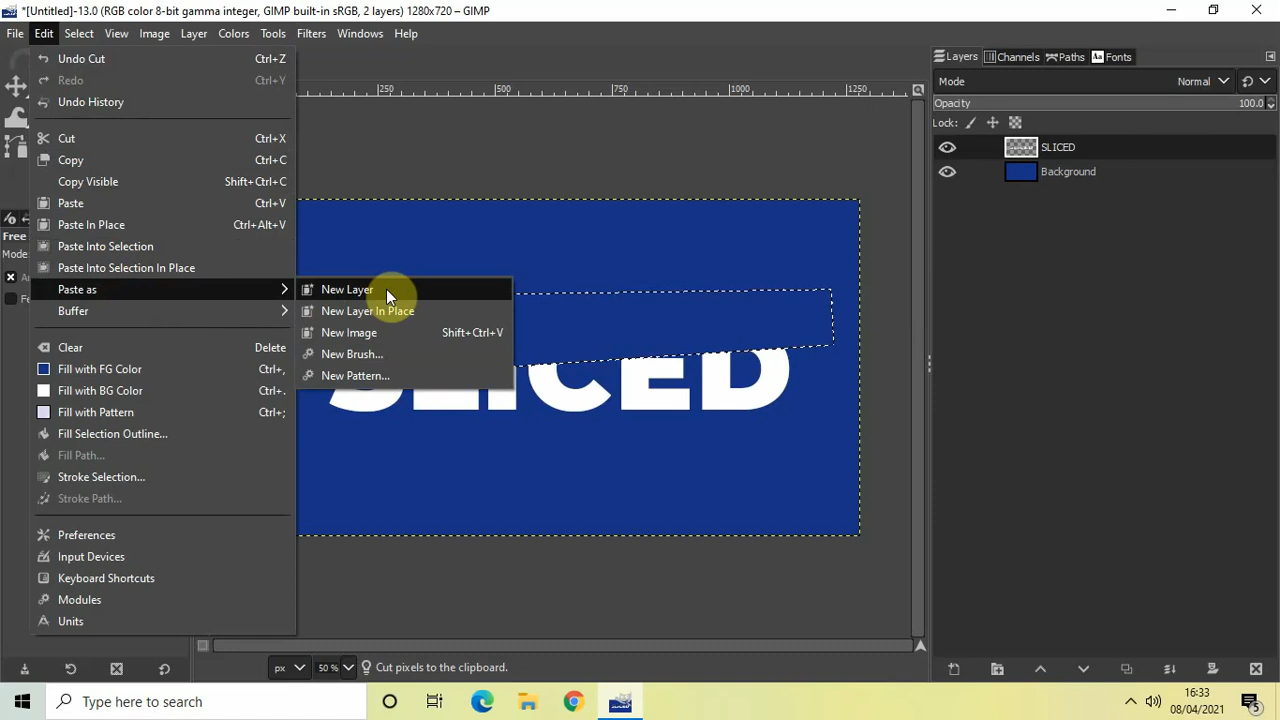 *[Untitled]-13.0 (RGB color 8-bit gamma integer, GIMP built-in sRGB, 2 layers) 1280x720 – GIMP
File Edit Select View Image Layer Colors Tools Filters Windows Help
Undo Cut Ctrl+Z
Redo Ctrl+Y
Undo History
Cut Ctrl+X
Copy Ctrl+C
Copy Visible Shift+Ctrl+C
Paste Ctrl+V
Paste In Place Ctrl+Alt+V
Paste Into Selection
Paste Into Selection In Place
Paste as
Buffer
Clear Delete
Fill with FG Color Ctrl+,
Fill with BG Color Ctrl+.
Fill with Pattern Ctrl+;
Fill Selection Outline...
Fill Path...
Stroke Selection...
Stroke Path...
Preferences
Input Devices
Keyboard Shortcuts
Modules
Units
New Layer
New Layer In Place
New Image Shift+Ctrl+V
New Brush...
New Pattern...
Free
Mode
250 500 750 1000 1250
SLICED
px 50 % Cut pixels to the clipboard.
Layers Channels Paths Aa Fonts
Mode Normal
Opacity 100.0
Lock:
SLICED
Background
Type here to search
16:33
08/04/2021
5